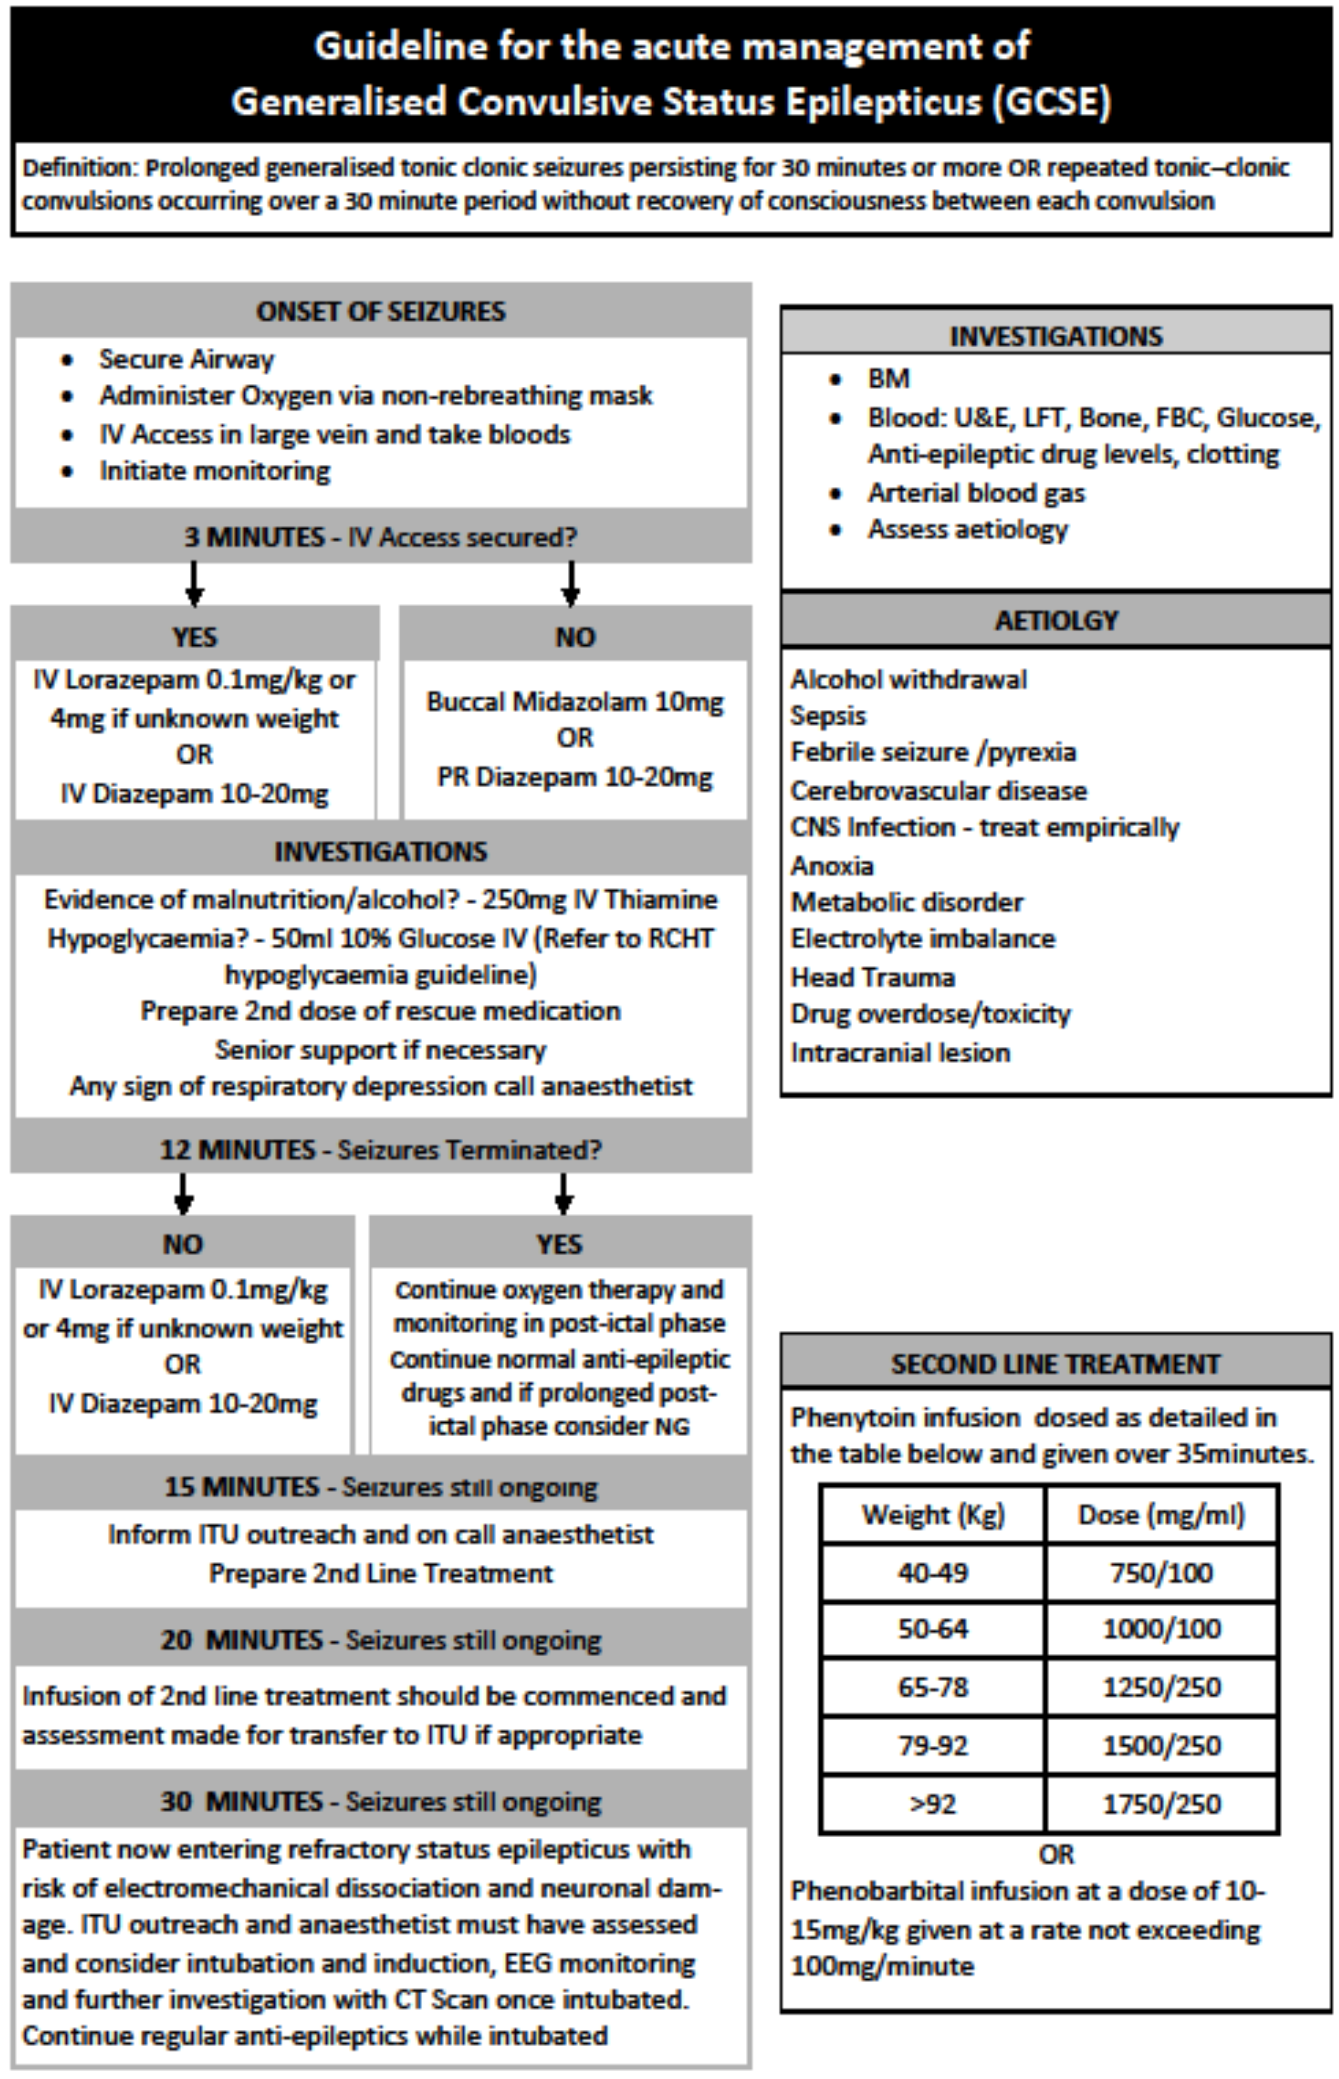 Guideline for the acute management of
Generalised Convulsive Status Epilepticus (GCSE)
Definition: Prolonged generalised tonic clonic seizures persisting for 30 minutes or more OR repeated tonic–clonic
convulsions occurring over a 30 minute period without recovery of consciousness between each convulsion
ONSET OF SEIZURES
• Secure Airway
• Administer Oxygen via non-rebreathing mask
• IV Access in large vein and take bloods
• Initiate monitoring
3 MINUTES - IV Access secured?
YES
IV Lorazepam 0.1mg/kg or
4mg if unknown weight
OR
IV Diazepam 10-20mg
NO
Buccal Midazolam 10mg
OR
PR Diazepam 10-20mg
INVESTIGATIONS
Evidence of malnutrition/alcohol? - 250mg IV Thiamine
Hypoglycaemia? - 50ml 10% Glucose IV (Refer to RCHT
hypoglycaemia guideline)
Prepare 2nd dose of rescue medication
Senior support if necessary
Any sign of respiratory depression call anaesthetist
12 MINUTES - Seizures Terminated?
NO
IV Lorazepam 0.1mg/kg
or 4mg if unknown weight
OR
IV Diazepam 10-20mg
YES
Continue oxygen therapy and
monitoring in post-ictal phase
Continue normal anti-epileptic
drugs and if prolonged post-
ictal phase consider NG
15 MINUTES - Seizures still ongoing
Inform ITU outreach and on call anaesthetist
Prepare 2nd Line Treatment
20 MINUTES - Seizures still ongoing
Infusion of 2nd line treatment should be commenced and
assessment made for transfer to ITU if appropriate
30 MINUTES - Seizures still ongoing
Patient now entering refractory status epilepticus with
risk of electromechanical dissociation and neuronal dam-
age. ITU outreach and anaesthetist must have assessed
and consider intubation and induction, EEG monitoring
and further investigation with CT Scan once intubated.
Continue regular anti-epileptics while intubated
INVESTIGATIONS
• BM
• Blood: U&E, LFT, Bone, FBC, Glucose,
Anti-epileptic drug levels, clotting
• Arterial blood gas
• Assess aetiology
AETIOLGY
Alcohol withdrawal
Sepsis
Febrile seizure /pyrexia
Cerebrovascular disease
CNS Infection - treat empirically
Anoxia
Metabolic disorder
Electrolyte imbalance
Head Trauma
Drug overdose/toxicity
Intracranial lesion
SECOND LINE TREATMENT
Phenytoin infusion dosed as detailed in
the table below and given over 35minutes.
Weight (Kg) Dose (mg/ml)
40-49 750/100
50-64 1000/100
65-78 1250/250
79-92 1500/250
>92 1750/250
OR
Phenobarbital infusion at a dose of 10-
15mg/kg given at a rate not exceeding
100mg/minute